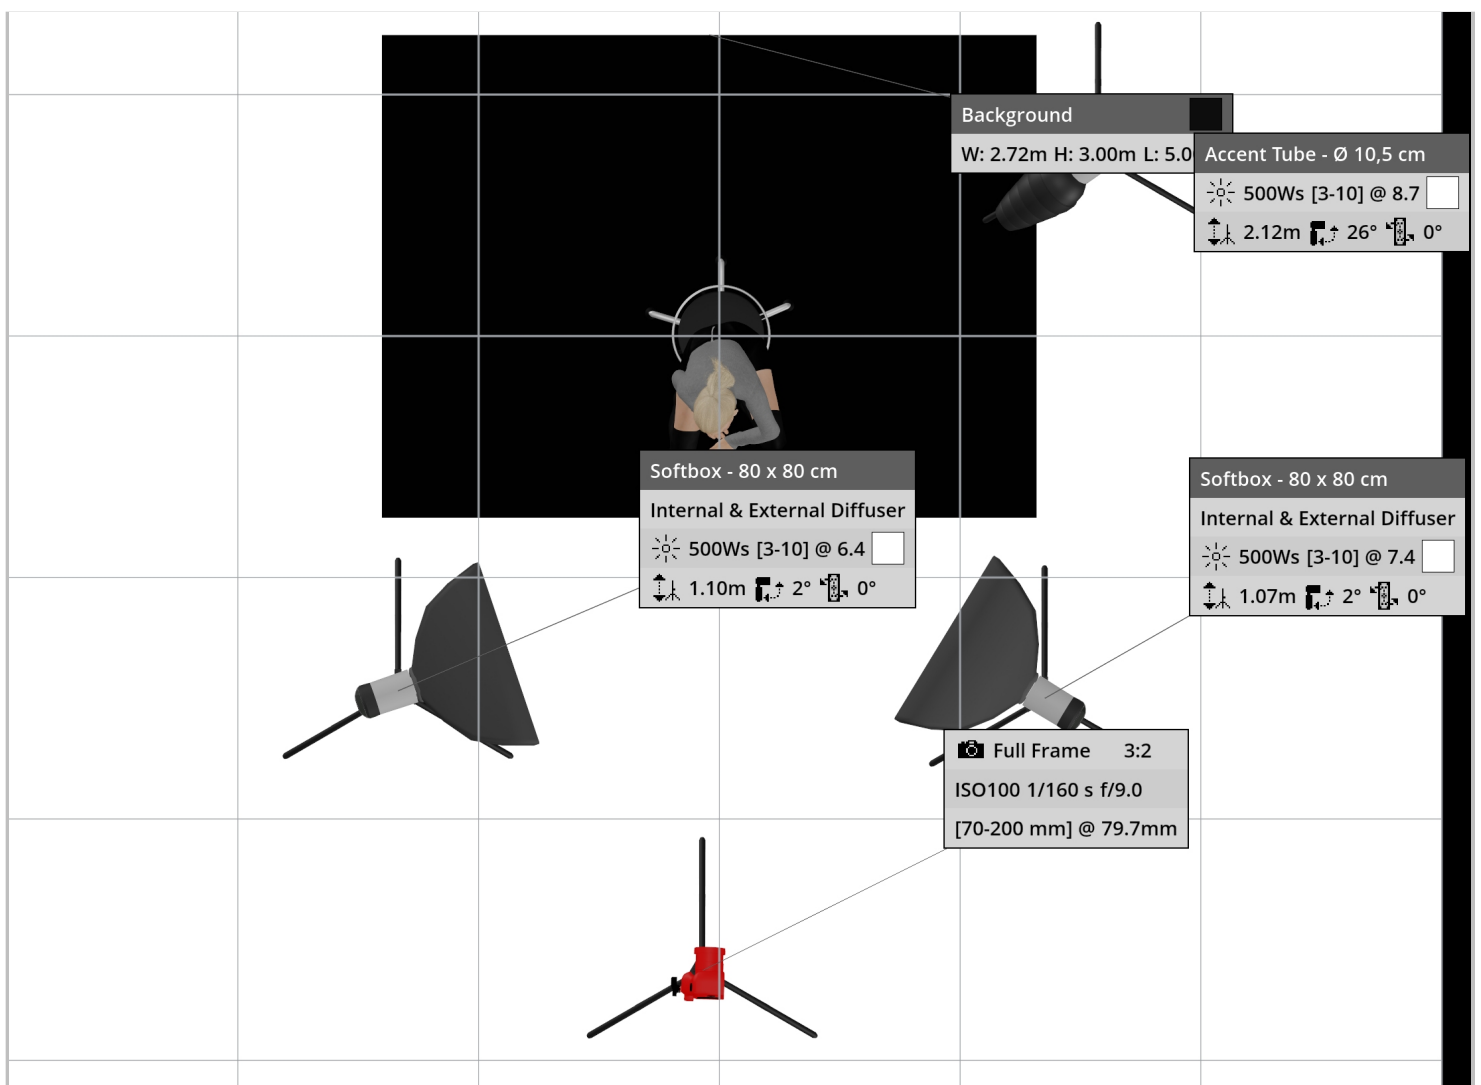 Background
W: 2.72m H: 3.00m L: 5.0
Accent Tube - Ø 10,5 cm
500Ws [3-10] @ 8.7
2.12m 26° 0°
Softbox - 80 x 80 cm
Internal & External Diffuser
500Ws [3-10] @ 6.4
1.10m 2° 0°
Softbox - 80 x 80 cm
Internal & External Diffuser
500Ws [3-10] @ 7.4
1.07m 2° 0°
Full Frame 3:2
ISO100 1/160 s f/9.0
[70-200 mm] @ 79.7mm